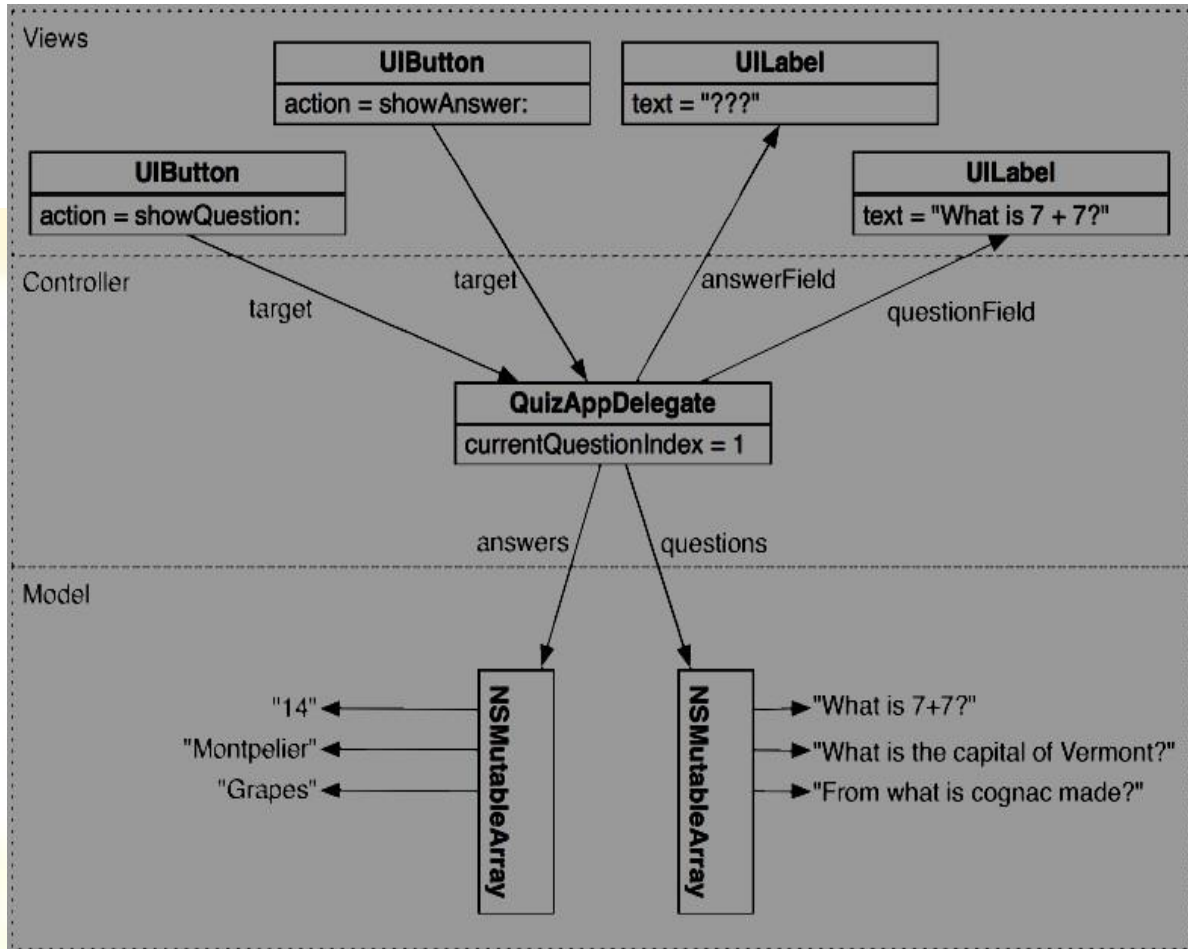 Views
UIButton
action = showAnswer:
UILabel
text = "???"
UIButton
action = showQuestion:
UILabel
text = "What is 7 + 7?"
Controller
target
target
answerField
questionField
QuizAppDelegate
currentQuestionIndex = 1
answers
questions
Model
NSMutableArray
"14"
"Montpelier"
"Grapes"
NSMutableArray
"What is 7+7?"
"What is the capital of Vermont?"
"From what is cognac made?"